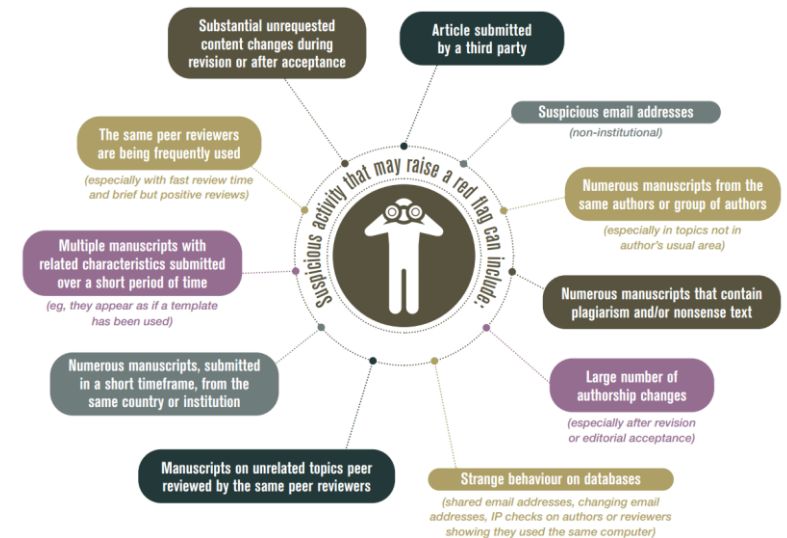 Suspicious activity that may raise a red flag can include:
Article submitted
by a third party
Suspicious email addresses
(non-institutional)
Numerous manuscripts from the
same authors or group of authors
(especially in topics not in
author's usual area)
Numerous manuscripts that contain
plagiarism and/or nonsense text
Large number of
authorship changes
(especially after revision
or editorial acceptance)
Strange behaviour on databases
(shared email addresses, changing email
addresses, IP checks on authors or reviewers
showing they used the same computer)
Manuscripts on unrelated topics peer
reviewed by the same peer reviewers
Numerous manuscripts, submitted
in a short timeframe, from the
same country or institution
Multiple manuscripts with
related characteristics submitted
over a short period of time
(eg, they appear as if a template
has been used)
The same peer reviewers
are being frequently used
(especially with fast review time
and brief but positive reviews)
Substantial unrequested
content changes during
revision or after acceptance